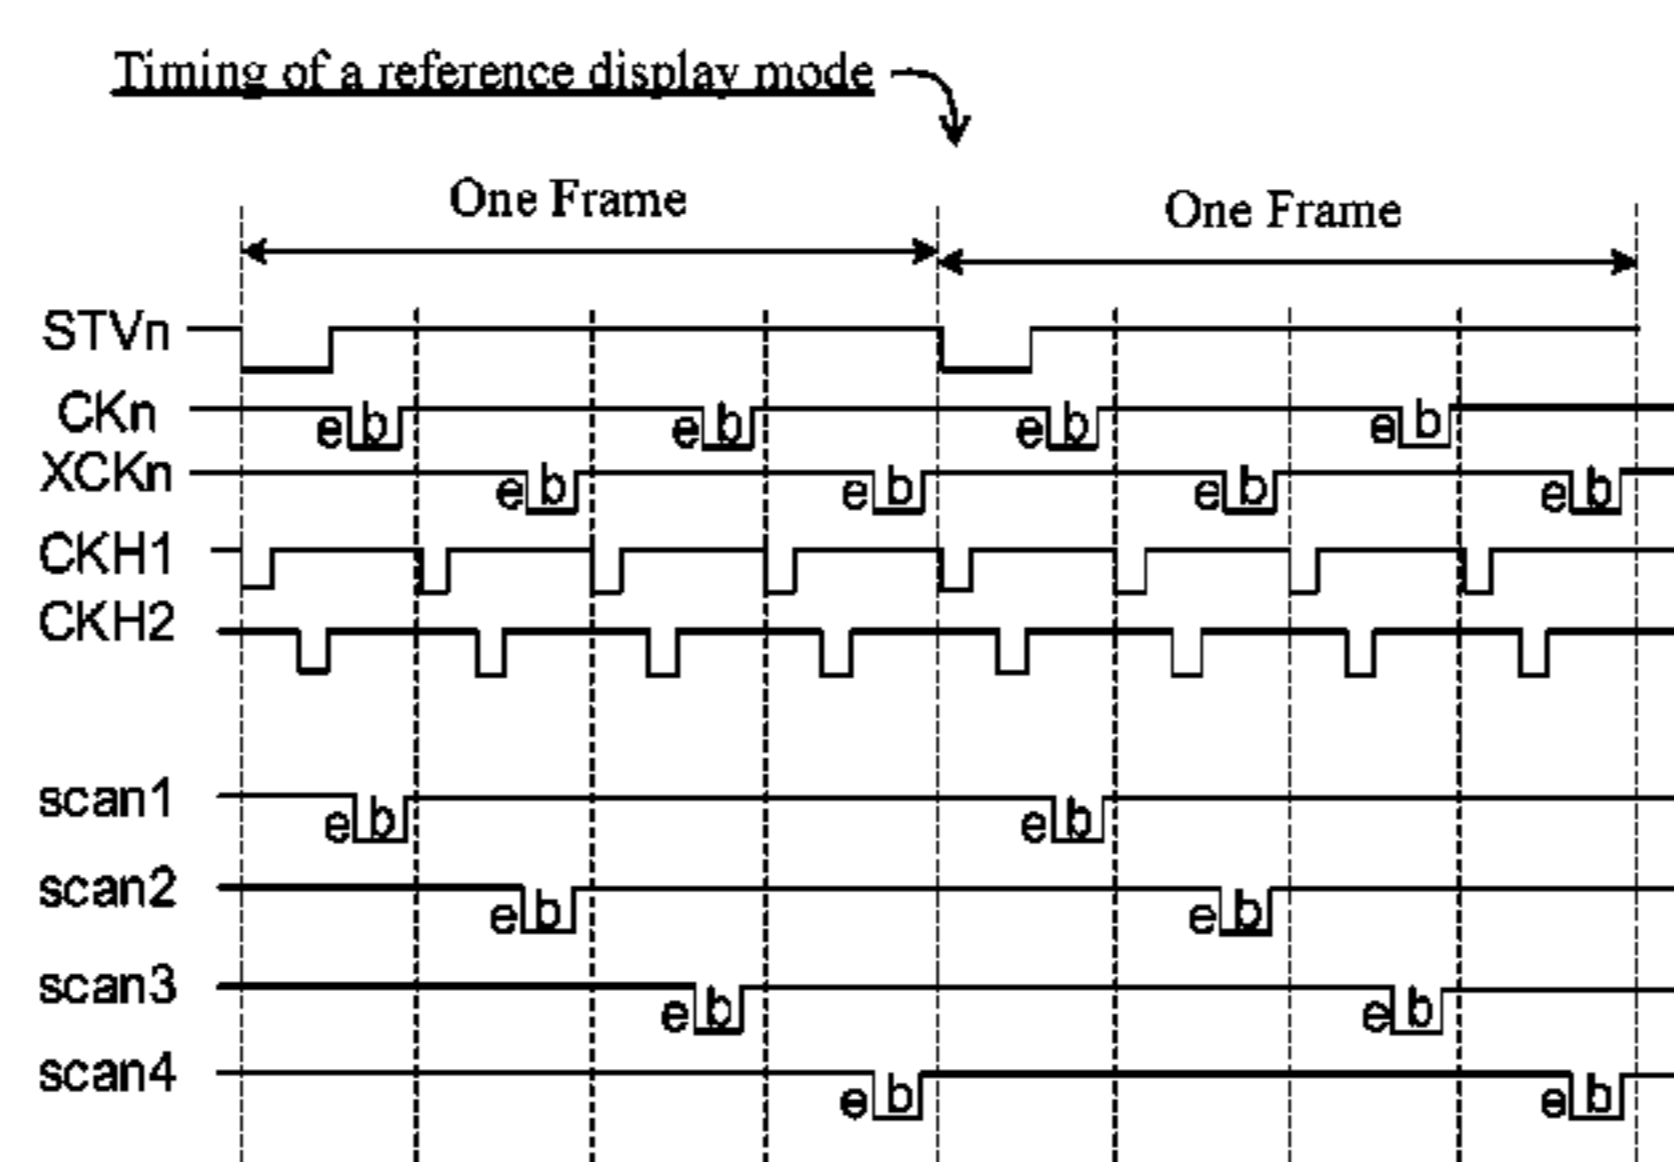 Timing of a reference display mode
One Frame
One Frame
STVn
CKn e b e b e b e b
XCKn e b e b e b e b
CKH1
CKH2
scan1 e b e b
scan2 e b e b
scan3 e b e b
scan4 e b e b